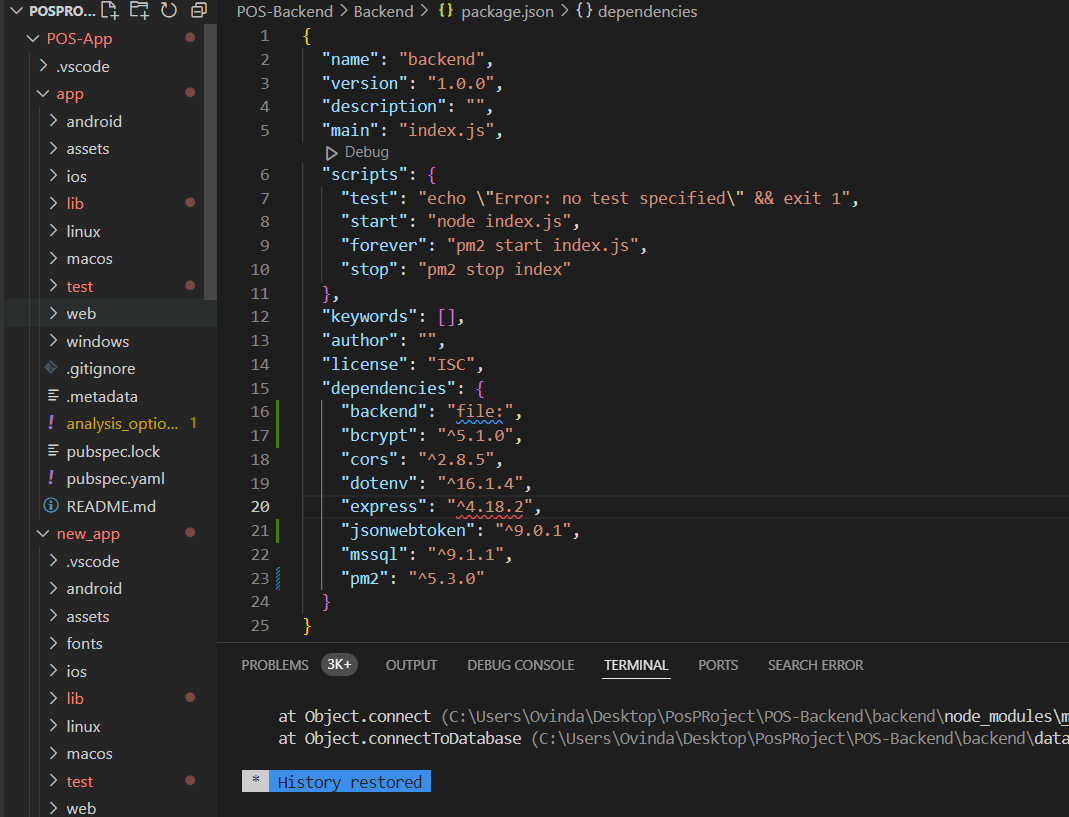 POSPRO...
POS-App
.vscode
app
android
assets
ios
lib
linux
macos
test
web
windows
.gitignore
.metadata
analysis_optio... 1
pubspec.lock
pubspec.yaml
README.md
new_app
.vscode
android
assets
fonts
ios
lib
linux
macos
test
web
POS-Backend > Backend > {} package.json > {} dependencies
1 {
2 "name": "backend",
3 "version": "1.0.0",
4 "description": "",
5 "main": "index.js",
Debug
6 "scripts": {
7 "test": "echo \"Error: no test specified\" && exit 1",
8 "start": "node index.js",
9 "forever": "pm2 start index.js",
10 "stop": "pm2 stop index"
11 },
12 "keywords": [],
13 "author": "",
14 "license": "ISC",
15 "dependencies": {
16 "backend": "file:",
17 "bcrypt": "^5.1.0",
18 "cors": "^2.8.5",
19 "dotenv": "^16.1.4",
20 "express": "^4.18.2",
21 "jsonwebtoken": "^9.0.1",
22 "mssql": "^9.1.1",
23 "pm2": "^5.3.0"
24 }
25 }
PROBLEMS 3K+ OUTPUT DEBUG CONSOLE TERMINAL PORTS SEARCH ERROR
at Object.connect (C:\Users\Ovinda\Desktop\PosPRoject\POS-Backend\backend\node_modules\m
at Object.connectToDatabase (C:\Users\Ovinda\Desktop\PosPRoject\POS-Backend\backend\data
* History restored